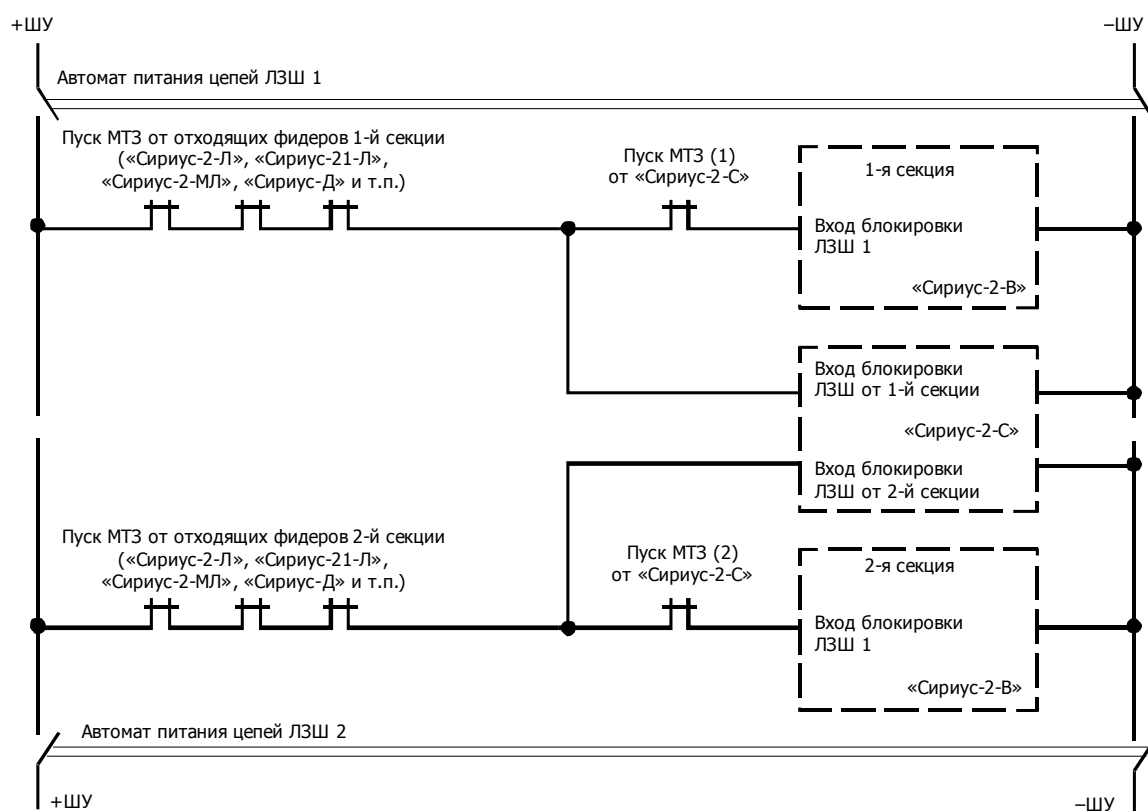 +ШУ
–ШУ
Автомат питания цепей ЛЗШ 1
Пуск МТЗ от отходящих фидеров 1-й секции
(«Сириус-2-Л», «Сириус-21-Л»,
«Сириус-2-МЛ», «Сириус-Д» и т.п.)
Пуск МТЗ (1)
от «Сириус-2-С»
1-я секция
Вход блокировки
ЛЗШ 1
«Сириус-2-В»
Вход блокировки
ЛЗШ от 1-й секции
«Сириус-2-С»
Вход блокировки
ЛЗШ от 2-й секции
Пуск МТЗ от отходящих фидеров 2-й секции
(«Сириус-2-Л», «Сириус-21-Л»,
«Сириус-2-МЛ», «Сириус-Д» и т.п.)
Пуск МТЗ (2)
от «Сириус-2-С»
2-я секция
Вход блокировки
ЛЗШ 1
«Сириус-2-В»
Автомат питания цепей ЛЗШ 2
+ШУ
–ШУ